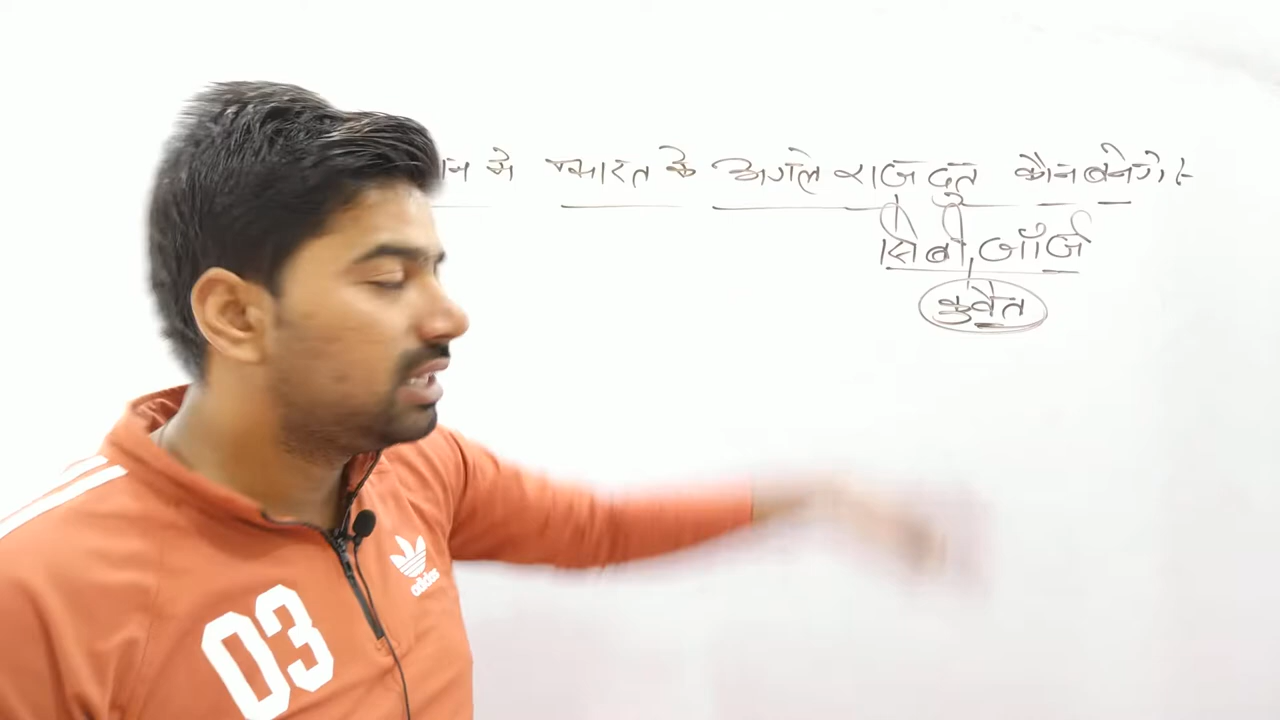 में भारत के अगले राजदूत कौन बनेंगे।
सिबी जॉर्ज
कुवैत
adidas
03